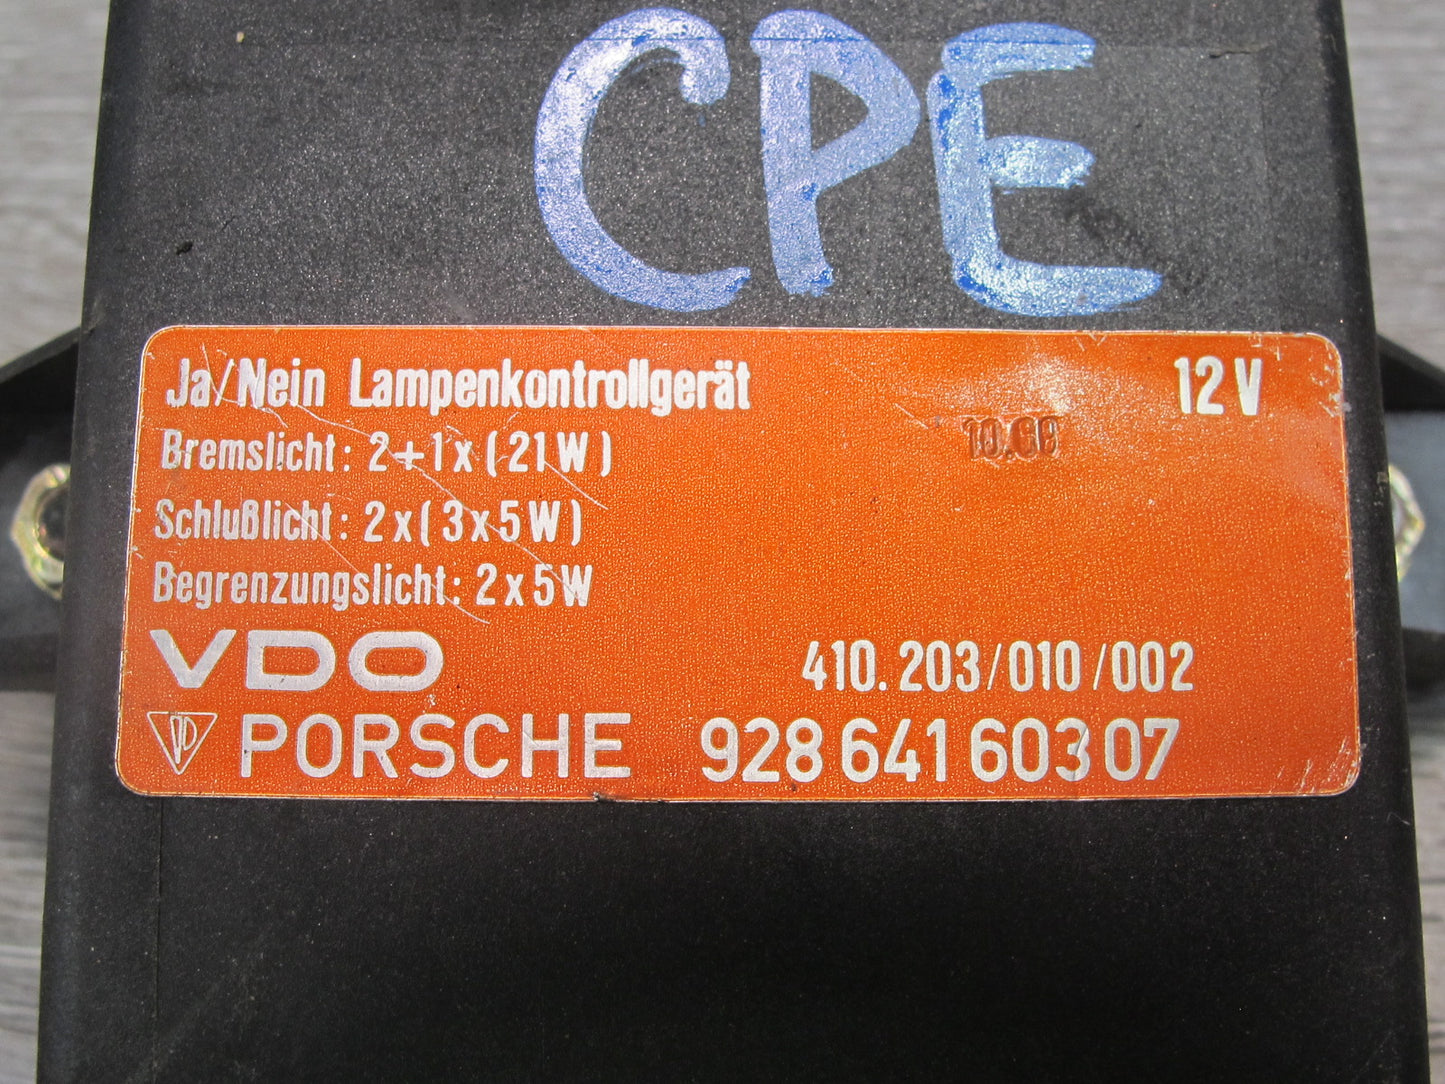 CPE
Ja/Nein Lampenkontrollgerät 12V
Bremslicht: 2+1x(21W)
Schlußlicht: 2x(3x5W)
Begrenzungslicht: 2x5W
VDO 410.203/010/002
PORSCHE 928 641 603 07